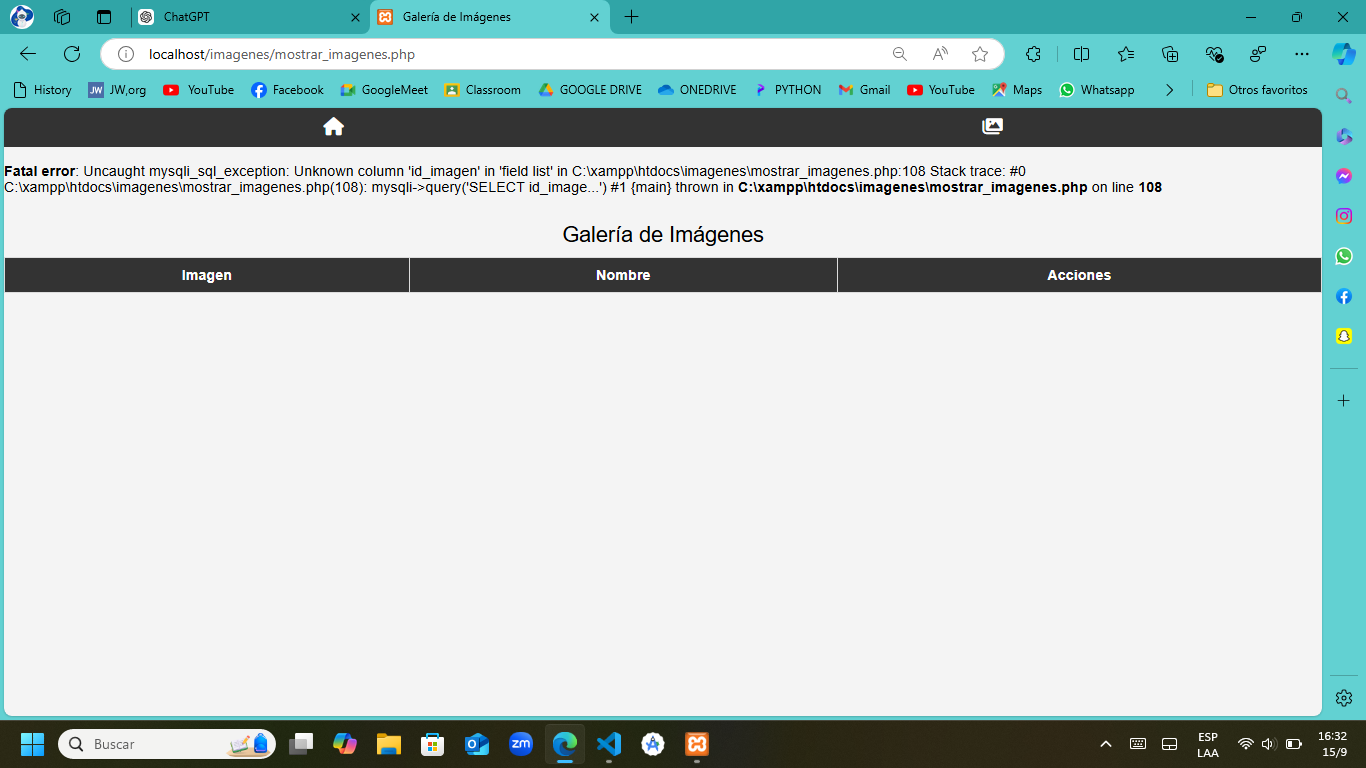 ChatGPT
Galería de Imágenes
localhost/imagenes/mostrar_imagenes.php
History JW JW,org YouTube Facebook GoogleMeet Classroom GOOGLE DRIVE ONEDRIVE PYTHON Gmail YouTube Maps Whatsapp Otros favoritos
Fatal error: Uncaught mysqli_sql_exception: Unknown column 'id_imagen' in 'field list' in C:\xampp\htdocs\imagenes\mostrar_imagenes.php:108 Stack trace: #0
C:\xampp\htdocs\imagenes\mostrar_imagenes.php(108): mysqli->query('SELECT id_image...') #1 {main} thrown in C:\xampp\htdocs\imagenes\mostrar_imagenes.php on line 108
Galería de Imágenes
Imagen Nombre Acciones
Buscar
zm
ESP
LAA
16:32
15/9